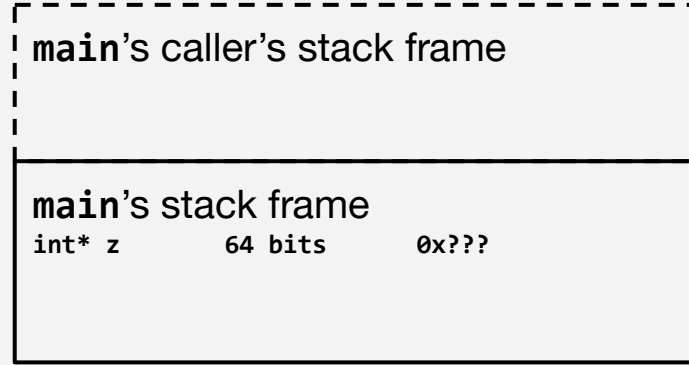 main’s caller’s stack frame
main’s stack frame
int* z 64 bits 0x???